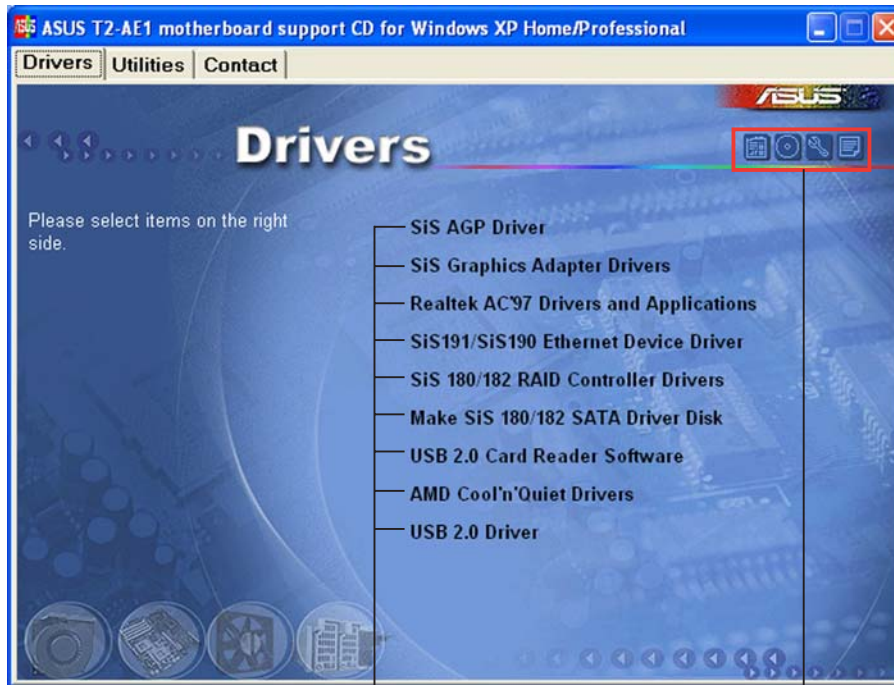 ASUS T2-AE1 motherboard support CD for Windows XP Home/Professional
Drivers Utilities Contact
ASUS
Drivers
Please select items on the right
side.
SiS AGP Driver
SiS Graphics Adapter Drivers
Realtek AC'97 Drivers and Applications
SiS191/SiS190 Ethernet Device Driver
SiS 180/182 RAID Controller Drivers
Make SiS 180/182 SATA Driver Disk
USB 2.0 Card Reader Software
AMD Cool'n'Quiet Drivers
USB 2.0 Driver